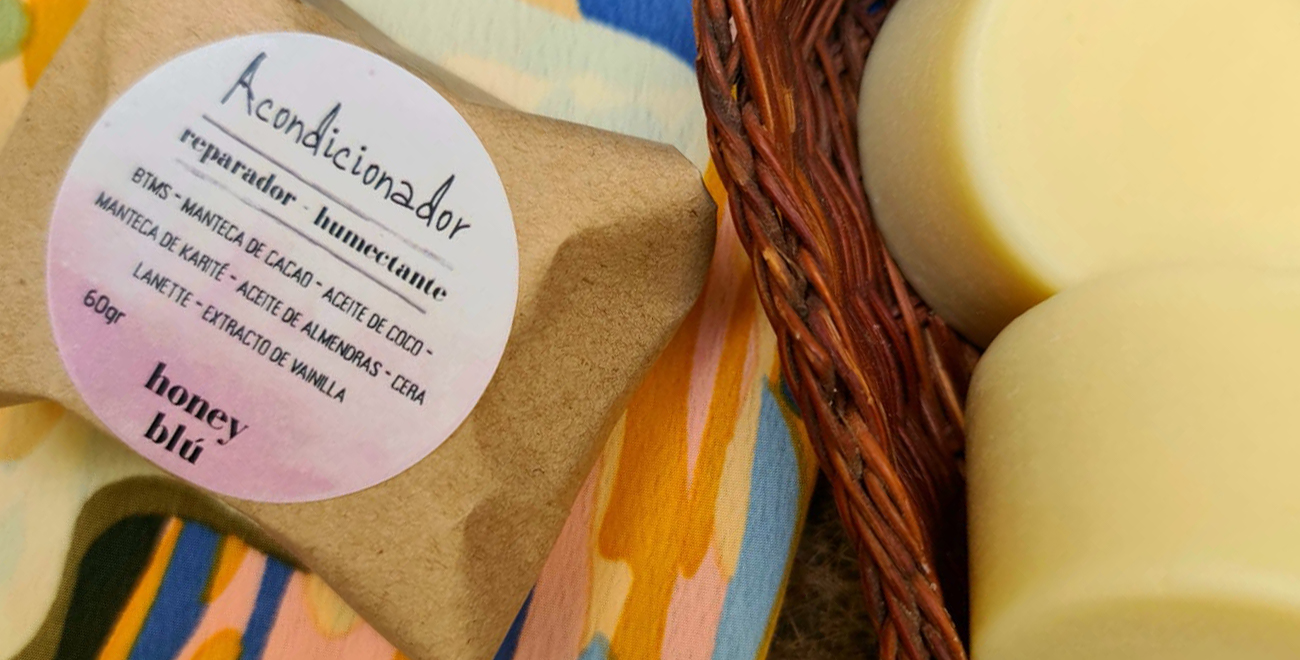 Acondicionador
reparador - humectante
BTMS - MANTECA DE CACAO - ACEITE DE COCO -
MANTECA DE KARITÉ - ACEITE DE ALMENDRAS - CERA
LANETTE - EXTRACTO DE VAINILLA
60gr
honey
blú